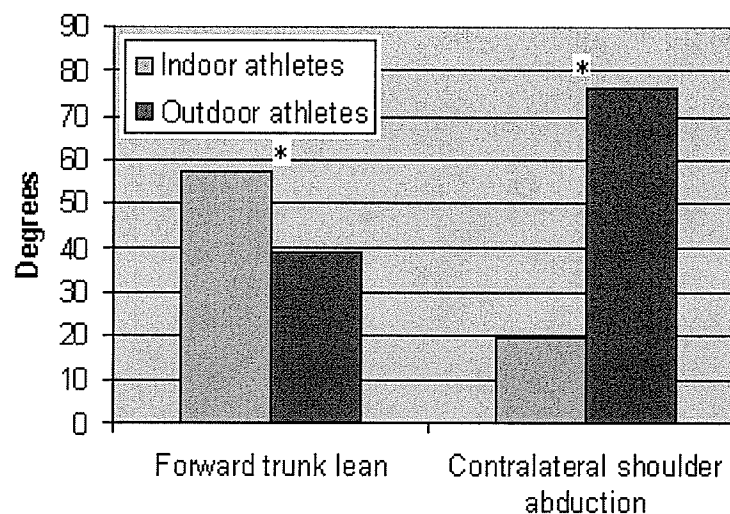 90
80
70
60
50
40
30
20
10
0
Degrees
Indoor athletes
Outdoor athletes
*
*
Forward trunk lean
Contralateral shoulder
abduction